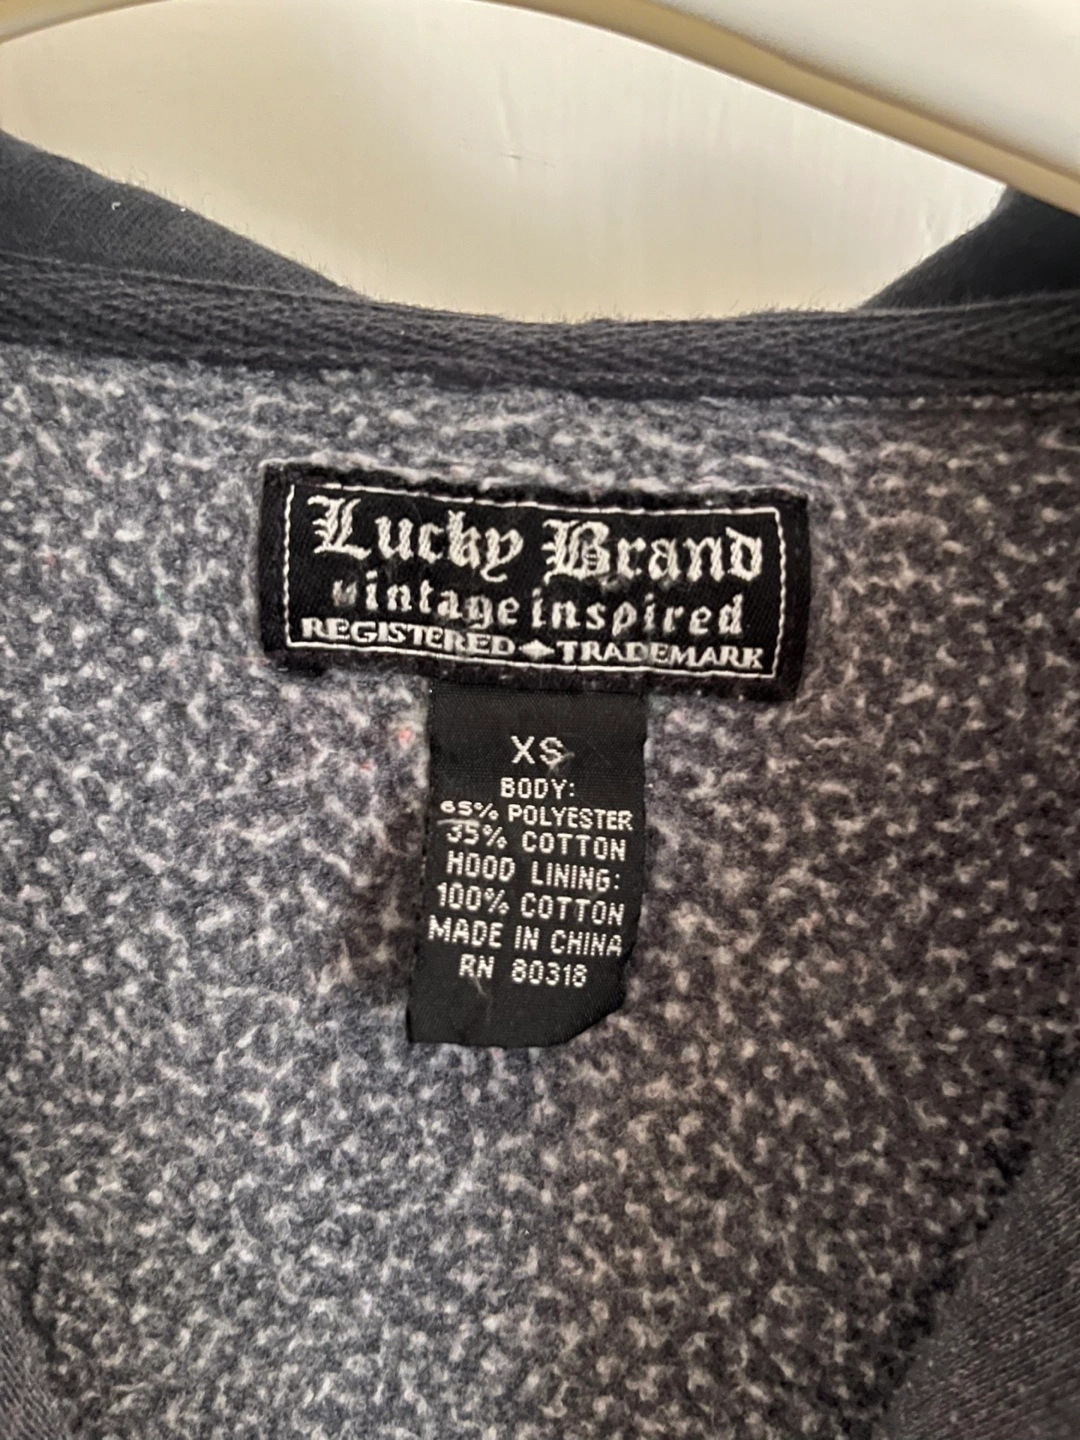 Lucky Brand
vintage inspired
REGISTERED TRADEMARK
XS
BODY:
65% POLYESTER
35% COTTON
HOOD LINING:
100% COTTON
MADE IN CHINA
RN 80318